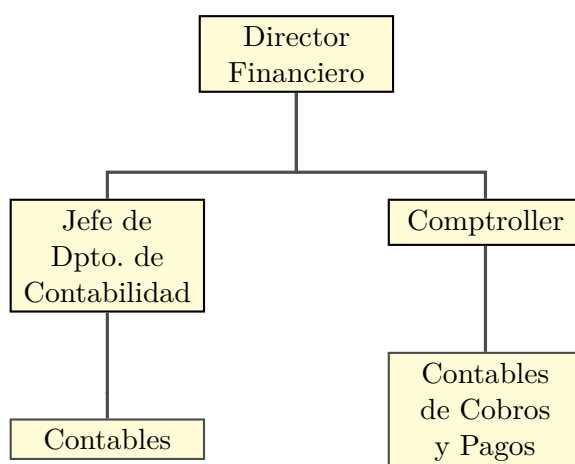 Director
Financiero
Jefe de
Dpto. de
Contabilidad
Comptroller
Contables
Contables
de Cobros
y Pagos